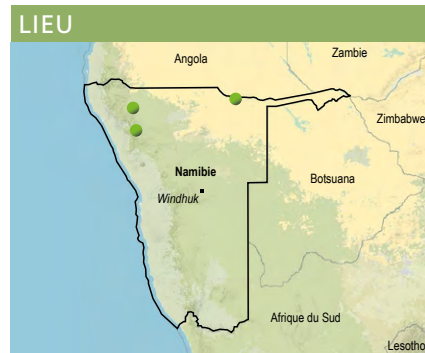 LIEU
Angola
Zambie
Zimbabwe
Namibie
Windhuk
Botsuana
Afrique du Sud
Lesotho